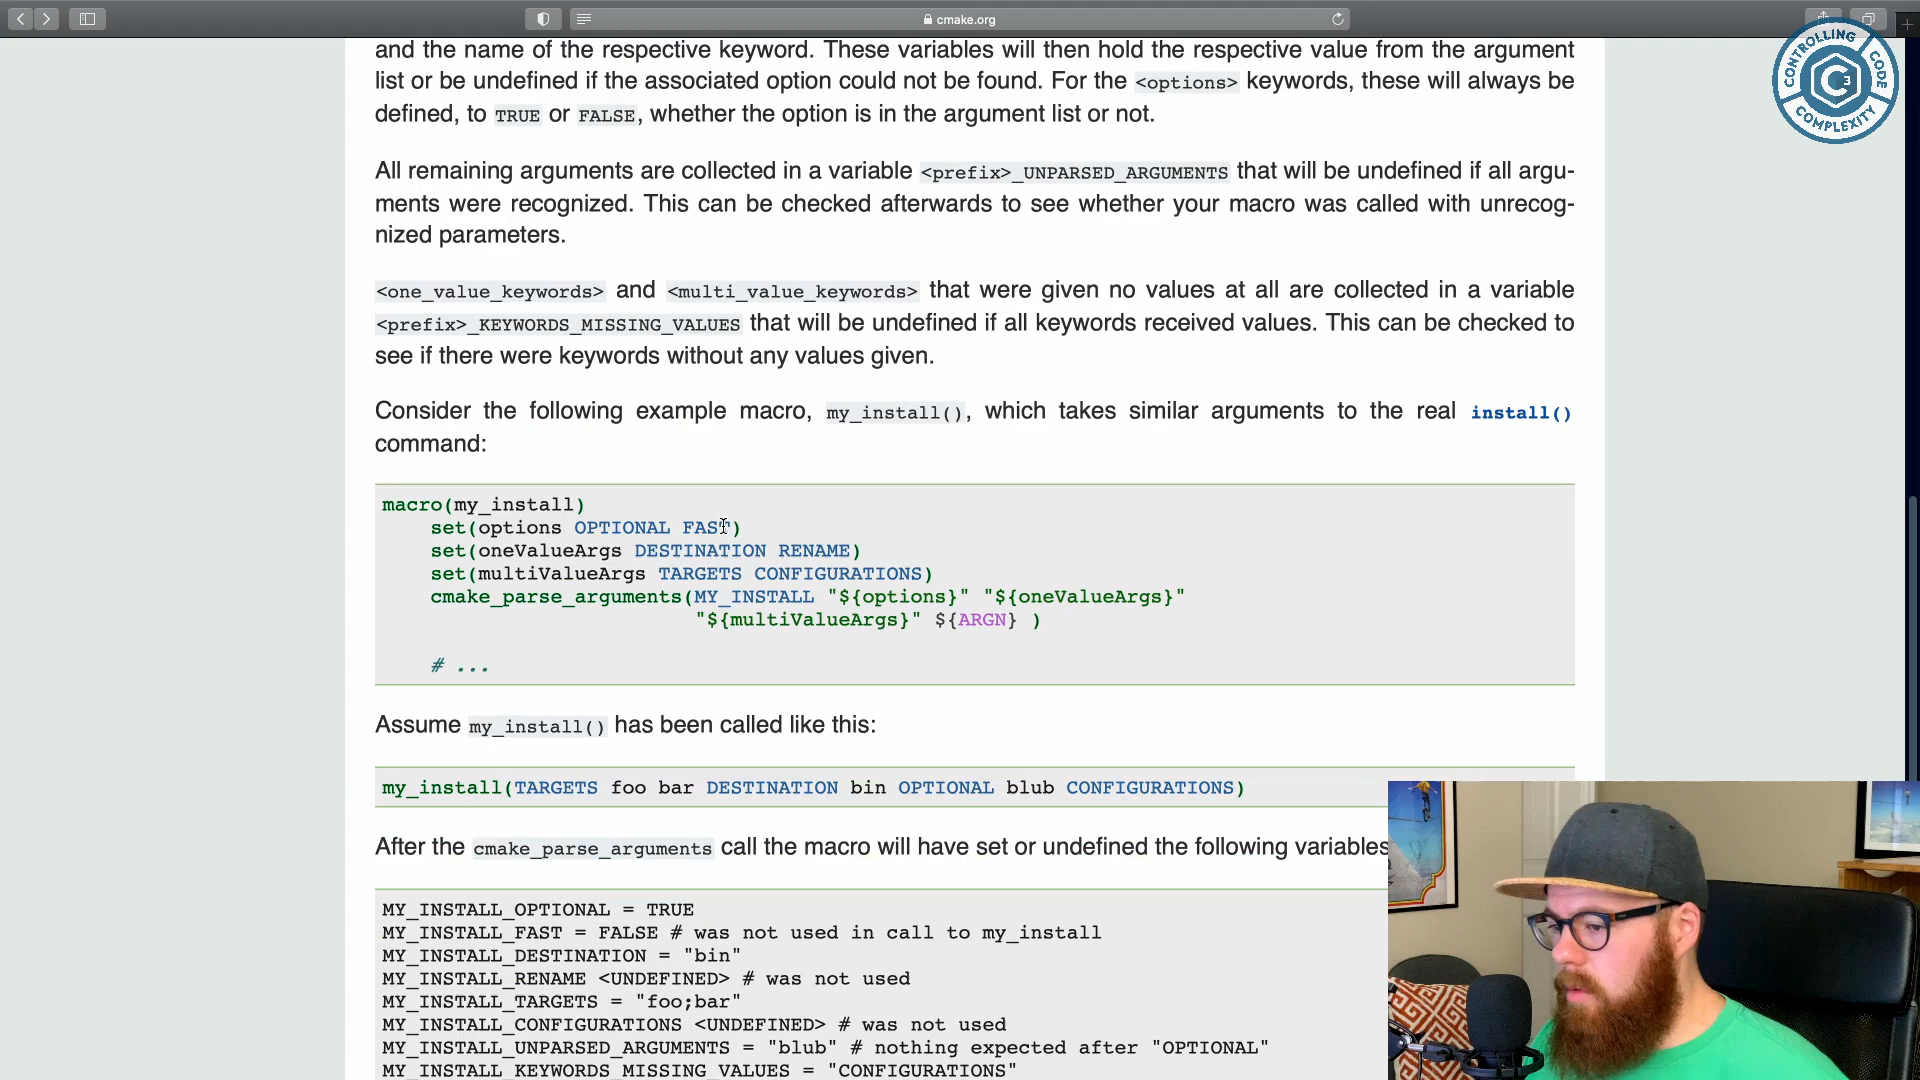 cmake.org
CONTROLLING CODE COMPLEXITY
C3
and the name of the respective keyword. These variables will then hold the respective value from the argument
list or be undefined if the associated option could not be found. For the <options> keywords, these will always be
defined, to TRUE or FALSE, whether the option is in the argument list or not.
All remaining arguments are collected in a variable <prefix>_UNPARSED_ARGUMENTS that will be undefined if all argu-
ments were recognized. This can be checked afterwards to see whether your macro was called with unrecog-
nized parameters.
<one_value_keywords> and <multi_value_keywords> that were given no values at all are collected in a variable
<prefix>_KEYWORDS_MISSING_VALUES that will be undefined if all keywords received values. This can be checked to
see if there were keywords without any values given.
Consider the following example macro, my_install(), which takes similar arguments to the real install()
command:
macro(my_install)
    set(options OPTIONAL FAST)
    set(oneValueArgs DESTINATION RENAME)
    set(multiValueArgs TARGETS CONFIGURATIONS)
    cmake_parse_arguments(MY_INSTALL "${options}" "${oneValueArgs}"
                          "${multiValueArgs}" ${ARGN} )
    # ...
Assume my_install() has been called like this:
my_install(TARGETS foo bar DESTINATION bin OPTIONAL blub CONFIGURATIONS)
After the cmake_parse_arguments call the macro will have set or undefined the following variables
MY_INSTALL_OPTIONAL = TRUE
MY_INSTALL_FAST = FALSE # was not used in call to my_install
MY_INSTALL_DESTINATION = "bin"
MY_INSTALL_RENAME <UNDEFINED> # was not used
MY_INSTALL_TARGETS = "foo;bar"
MY_INSTALL_CONFIGURATIONS <UNDEFINED> # was not used
MY_INSTALL_UNPARSED_ARGUMENTS = "blub" # nothing expected after "OPTIONAL"
MY_INSTALL_KEYWORDS_MISSING_VALUES = "CONFIGURATIONS"